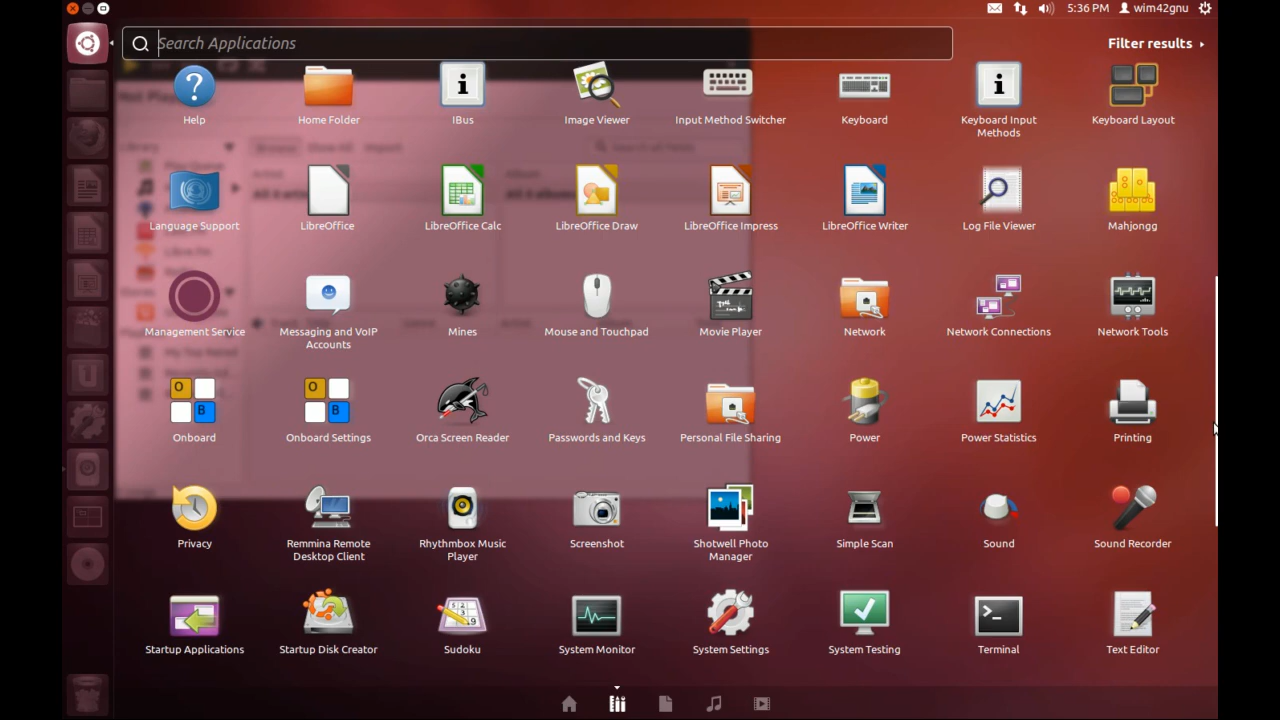 5:36 PM wim42gnu
Search Applications
Filter results
Help Home Folder IBus Image Viewer Input Method Switcher Keyboard Keyboard Input Methods Keyboard Layout
Language Support LibreOffice LibreOffice Calc LibreOffice Draw LibreOffice Impress LibreOffice Writer Log File Viewer Mahjongg
Management Service Messaging and VoIP Accounts Mines Mouse and Touchpad Movie Player Network Network Connections Network Tools
Onboard Onboard Settings Orca Screen Reader Passwords and Keys Personal File Sharing Power Power Statistics Printing
Privacy Remmina Remote Desktop Client Rhythmbox Music Player Screenshot Shotwell Photo Manager Simple Scan Sound Sound Recorder
Startup Applications Startup Disk Creator Sudoku System Monitor System Settings System Testing Terminal Text Editor